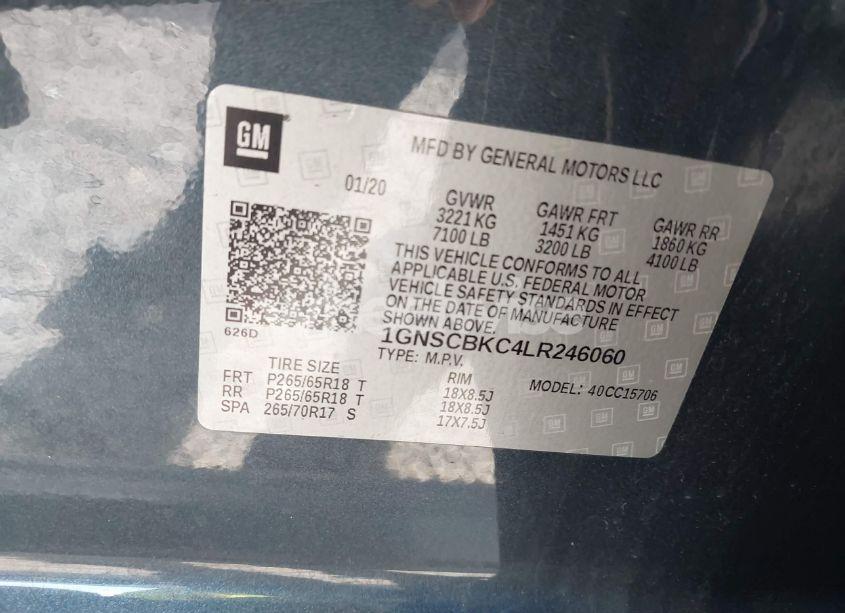 GM
MFD BY GENERAL MOTORS LLC
01/20
GVWR
3221 KG
7100 LB
GAWR FRT
1451 KG
3200 LB
GAWR RR
1860 KG
4100 LB
THIS VEHICLE CONFORMS TO ALL
APPLICABLE U.S. FEDERAL MOTOR
VEHICLE SAFETY STANDARDS IN EFFECT
ON THE DATE OF MANUFACTURE
SHOWN ABOVE.
626D
1GNSCBKC4LR246060
TYPE: M.P.V.
MODEL: 40CC15706
TIRE SIZE
RIM
FRT P265/65R18 T 18X8.5J
RR P265/65R18 T 18X8.5J
SPA 265/70R17 S 17X7.5J